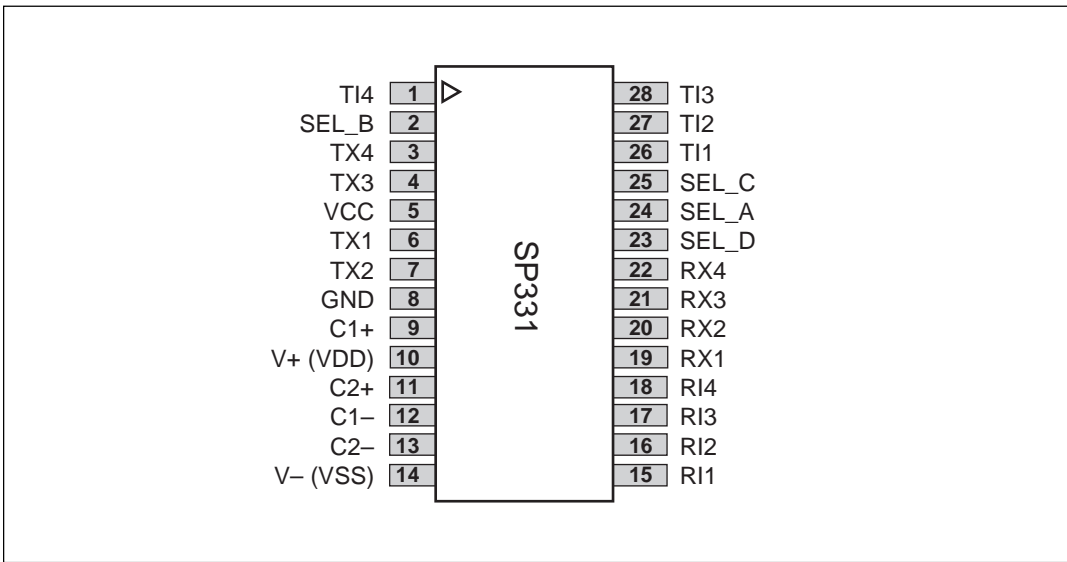 TI4 1 28 TI3
SEL_B 2 27 TI2
TX4 3 26 TI1
TX3 4 25 SEL_C
VCC 5 24 SEL_A
TX1 6 23 SEL_D
TX2 7 22 RX4
GND 8 21 RX3
C1+ 9 20 RX2
V+ (VDD) 10 19 RX1
C2+ 11 18 RI4
C1– 12 17 RI3
C2– 13 16 RI2
V– (VSS) 14 15 RI1
SP331